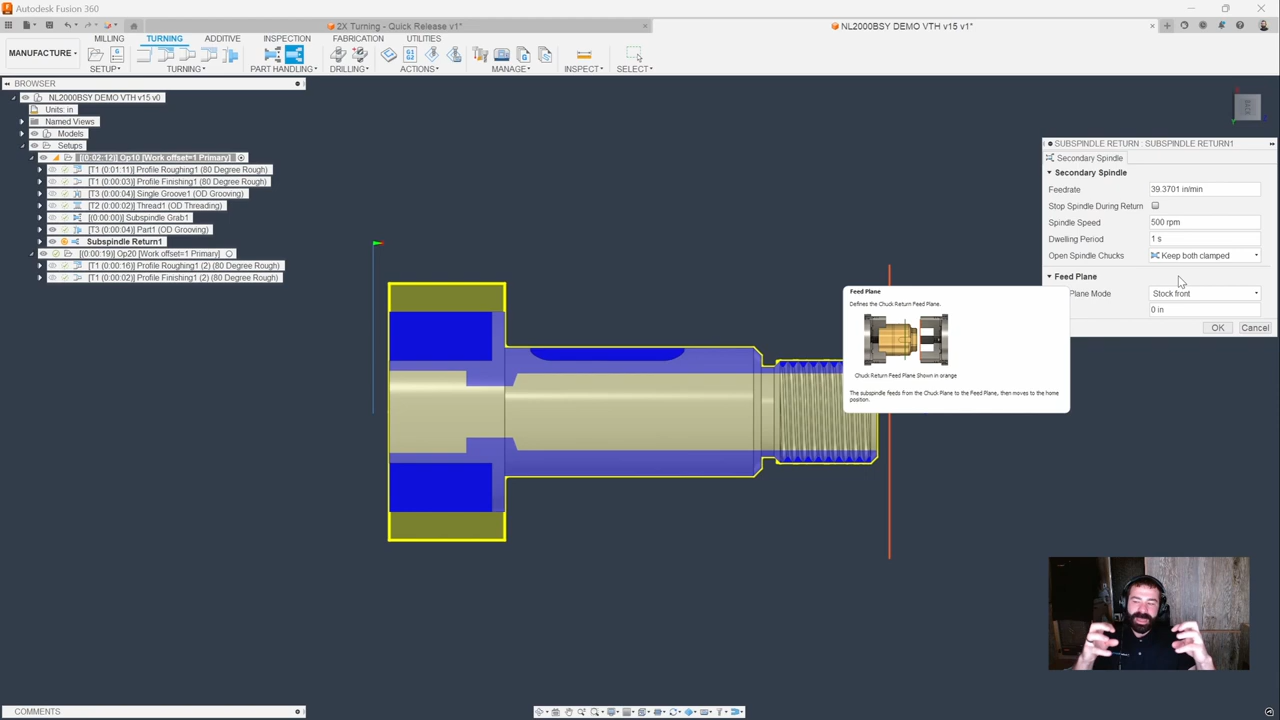 Autodesk Fusion 360
2X Turning - Quick Release v1*
NL2000BSY DEMO VTH v15 v1*
MILLING
TURNING
ADDITIVE
INSPECTION
FABRICATION
UTILITIES
MANUFACTURE
SETUP
TURNING
PART HANDLING
DRILLING
ACTIONS
MANAGE
INSPECT
SELECT
BROWSER
NL2000BSY DEMO VTH v15 v0
Units: in
Named Views
Models
Setups
[(0:02:12)] Op10 [Work offset=1 Primary]
[T1 (0:01:11)] Profile Roughing1 (80 Degree Rough)
[T1 (0:00:03)] Profile Finishing1 (80 Degree Rough)
[T3 (0:00:04)] Single Groove1 (OD Grooving)
[T2 (0:00:02)] Thread1 (OD Threading)
[(0:00:00)] Subspindle Grab1
[T3 (0:00:04)] Part1 (OD Grooving)
Subspindle Return1
[(0:00:19)] Op20 [Work offset=1 Primary]
[T1 (0:00:16)] Profile Roughing1 (2) (80 Degree Rough)
[T1 (0:00:02)] Profile Finishing1 (2) (80 Degree Rough)
BACK
SUBSPINDLE RETURN : SUBSPINDLE RETURN1
Secondary Spindle
Secondary Spindle
Feedrate 39.3701 in/min
Stop Spindle During Return
Spindle Speed 500 rpm
Dwelling Period 1 s
Open Spindle Chucks Keep both clamped
Feed Plane
Plane Mode Stock front
0 in
OK Cancel
Feed Plane
Defines the Chuck Return Feed Plane.
Chuck Return Feed Plane Shown in orange
The subspindle feeds from the Chuck Plane to the Feed Plane, then moves to the home
position.
COMMENTS